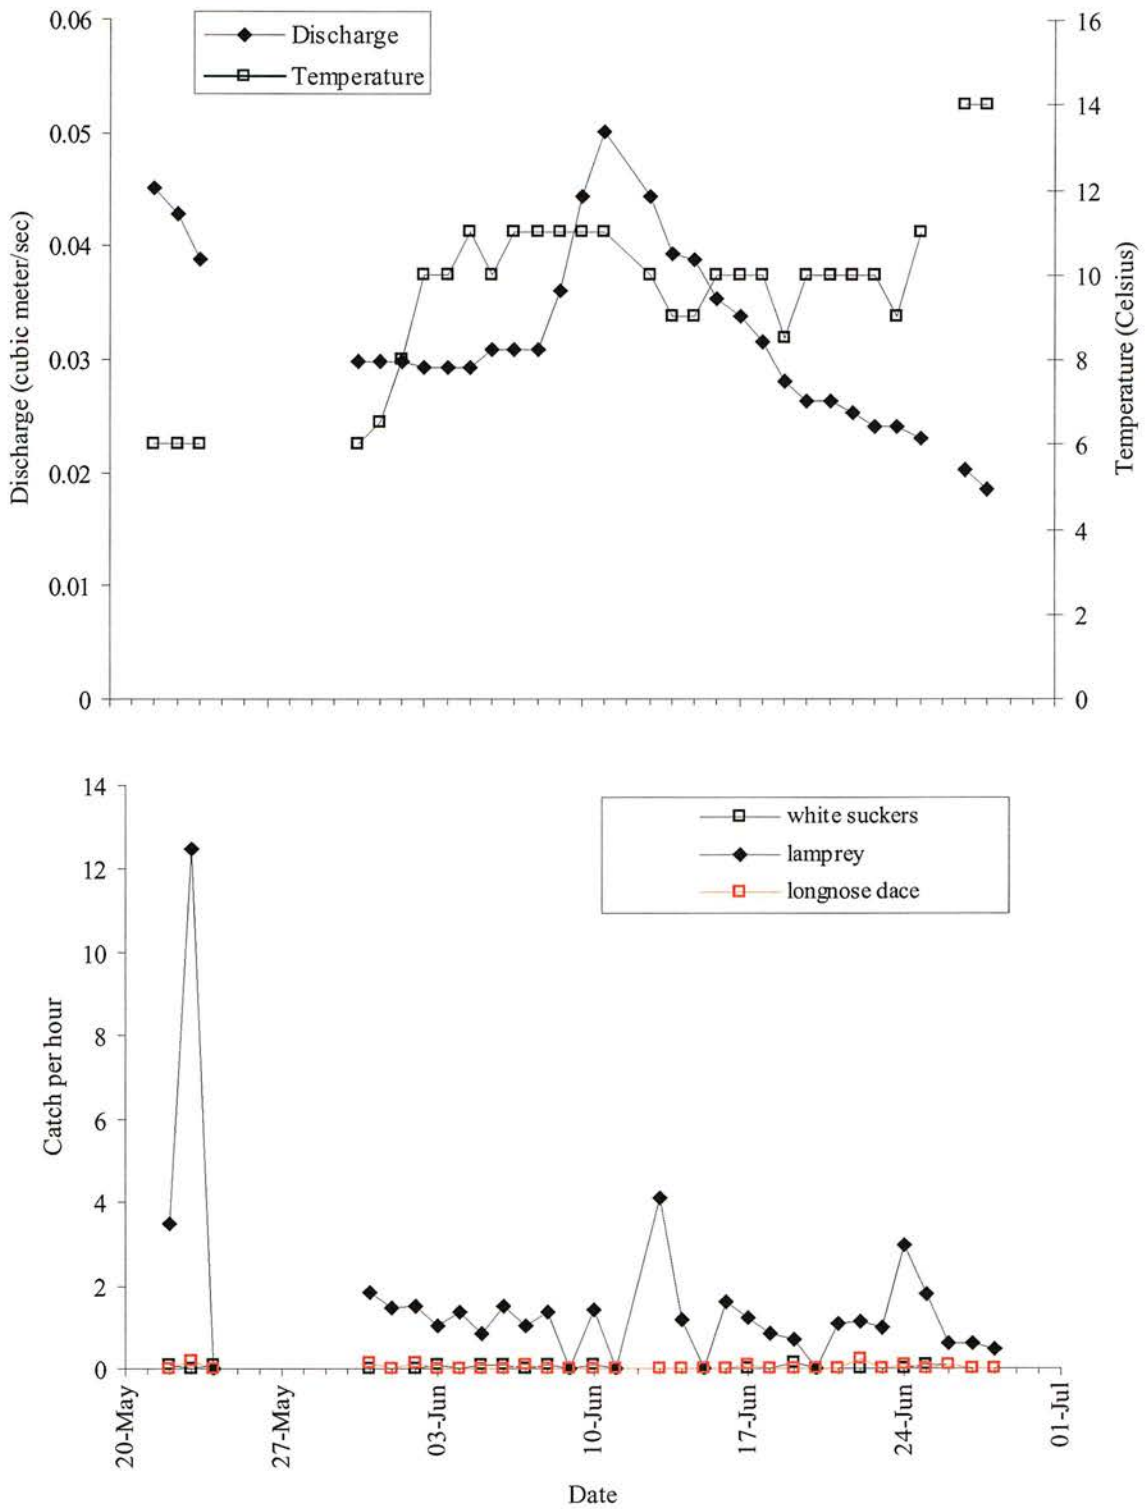 Discharge
Temperature
0.06
0.05
0.04
0.03
0.02
0.01
0
Discharge (cubic meter/sec)
16
14
12
10
8
6
4
2
0
Temperature (Celsius)
white suckers
lamprey
longnose dace
14
12
10
8
6
4
2
0
Catch per hour
20-May
27-May
03-Jun
10-Jun
17-Jun
24-Jun
01-Jul
Date